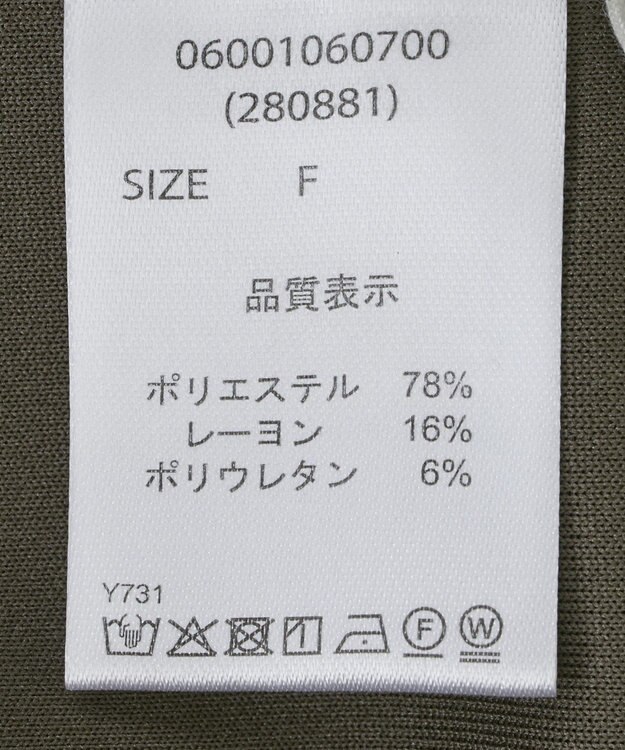 06001060700
(280881)
SIZE F
品質表示
ポリエステル 78%
レーヨン 16%
ポリウレタン 6%
Y731
F W